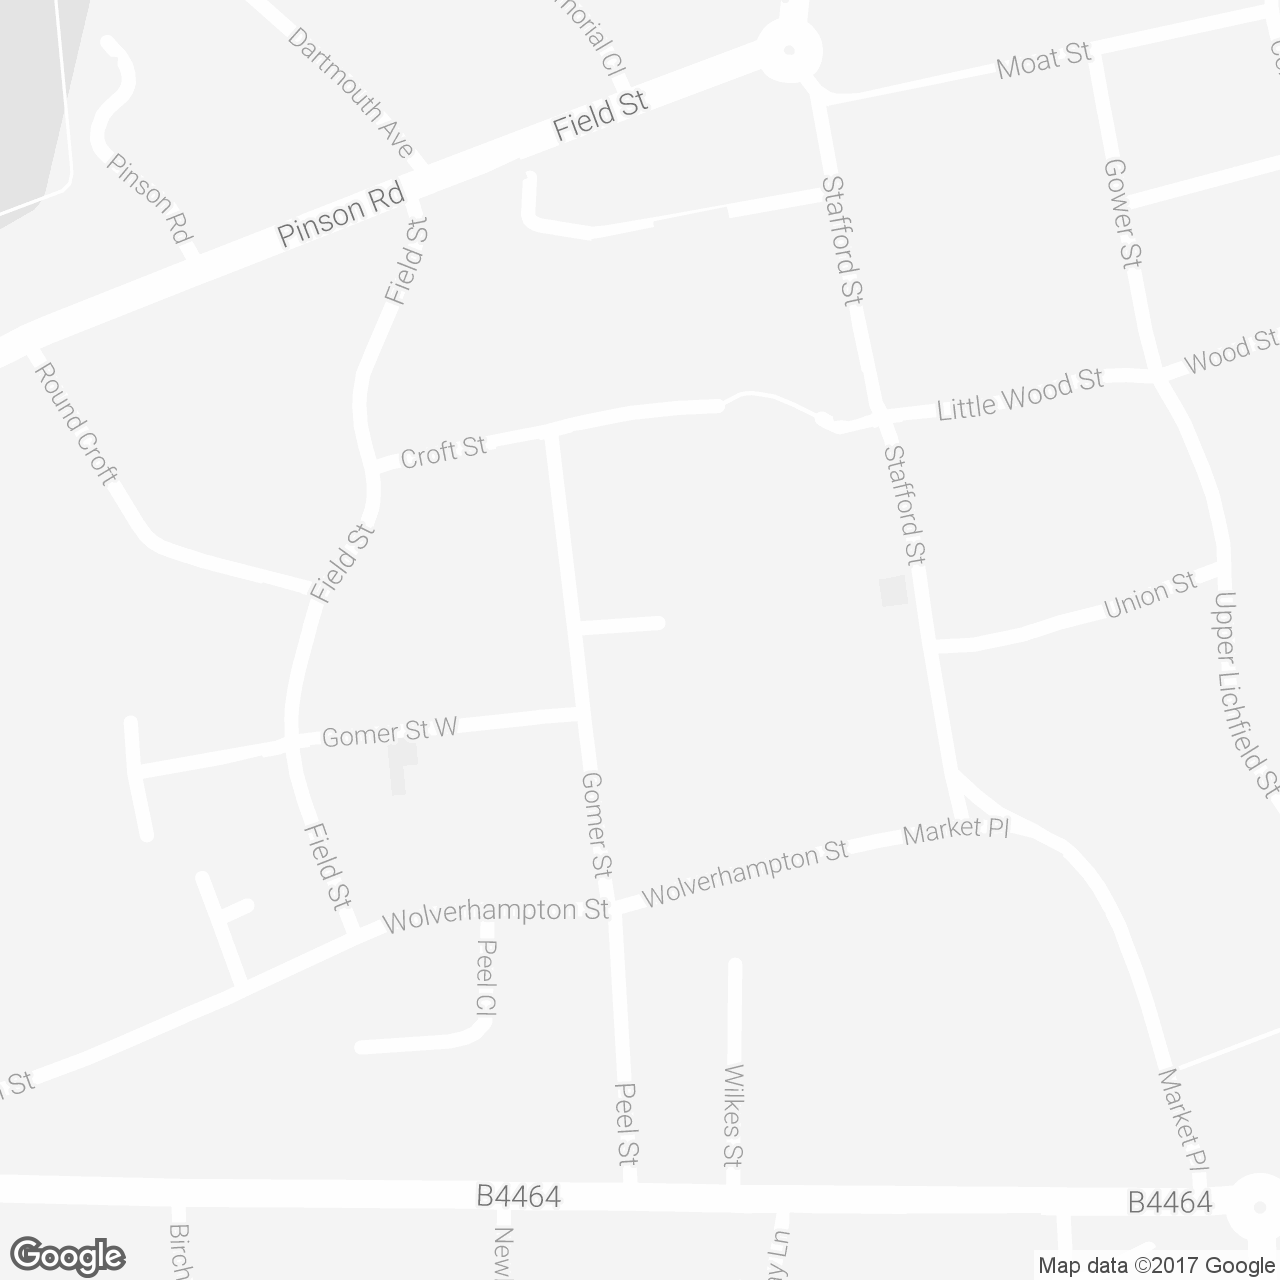 Dartmouth Ave
Field St
Moat St
Pinson Rd
Pinson Rd
Field St
Stafford St
Gower St
Round Croft
Croft St
Little Wood St
Wood St
Field St
Stafford St
Union St
Upper Lichfield St
Gomer St W
Gomer St
Field St
Market Pl
Wolverhampton St
Wolverhampton St
Peel Cl
St
Peel St
Wilkes St
Market Pl
B4464
B4464
Google
Map data ©2017 Google